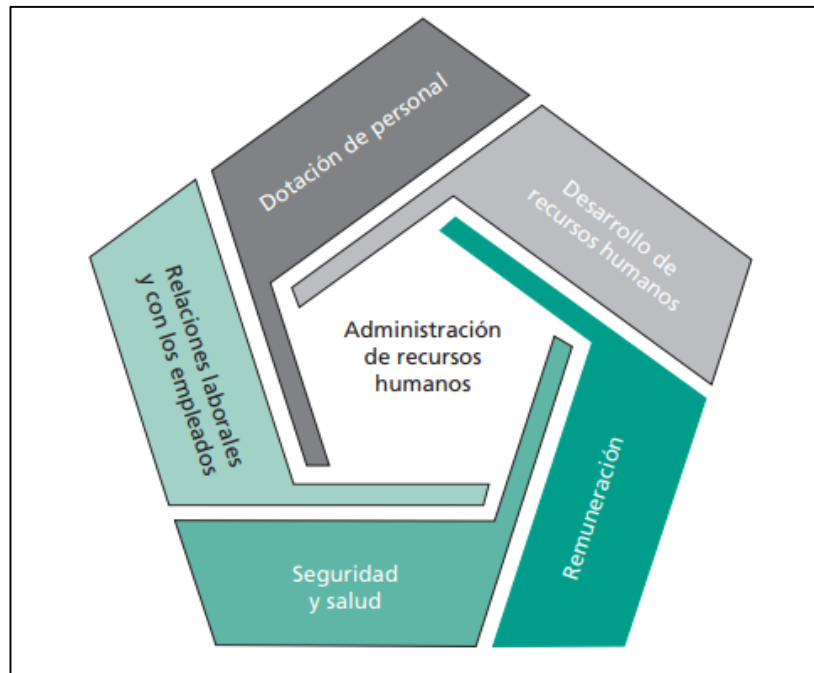 Dotación de personal
Desarrollo de
recursos humanos
Relaciones laborales
y con los empleados
Administración
de recursos
humanos
Remuneración
Seguridad
y salud